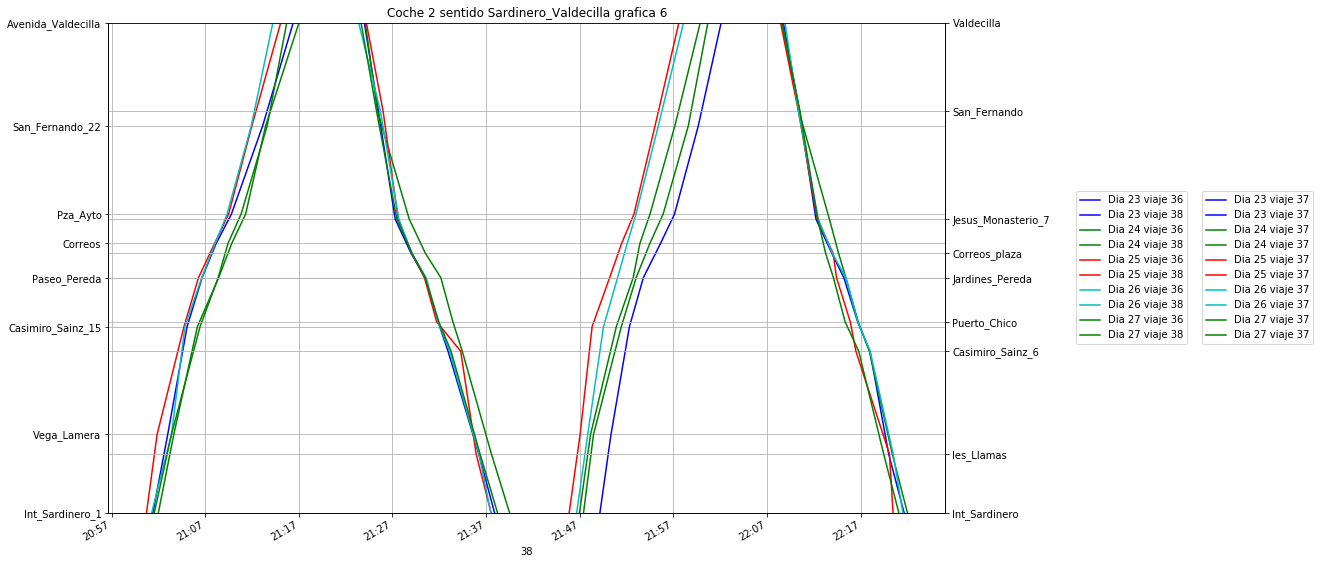 Coche 2 sentido Sardinero_Valdecilla grafica 6
Avenida_Valdecilla
San_Fernando_22
Pza_Ayto
Correos
Paseo_Pereda
Casimiro_Sainz_15
Vega_Lamera
Int_Sardinero_1
Valdecilla
San_Fernando
Jesus_Monasterio_7
Correos_plaza
Jardines_Pereda
Puerto_Chico
Casimiro_Sainz_6
Ies_Llamas
Int_Sardinero
20:57
21:07
21:17
21:27
21:37
21:47
21:57
22:07
22:17
38
Dia 23 viaje 36
Dia 23 viaje 38
Dia 24 viaje 36
Dia 24 viaje 38
Dia 25 viaje 36
Dia 25 viaje 38
Dia 26 viaje 36
Dia 26 viaje 38
Dia 27 viaje 36
Dia 27 viaje 38
Dia 23 viaje 37
Dia 23 viaje 37
Dia 24 viaje 37
Dia 24 viaje 37
Dia 25 viaje 37
Dia 25 viaje 37
Dia 26 viaje 37
Dia 26 viaje 37
Dia 27 viaje 37
Dia 27 viaje 37